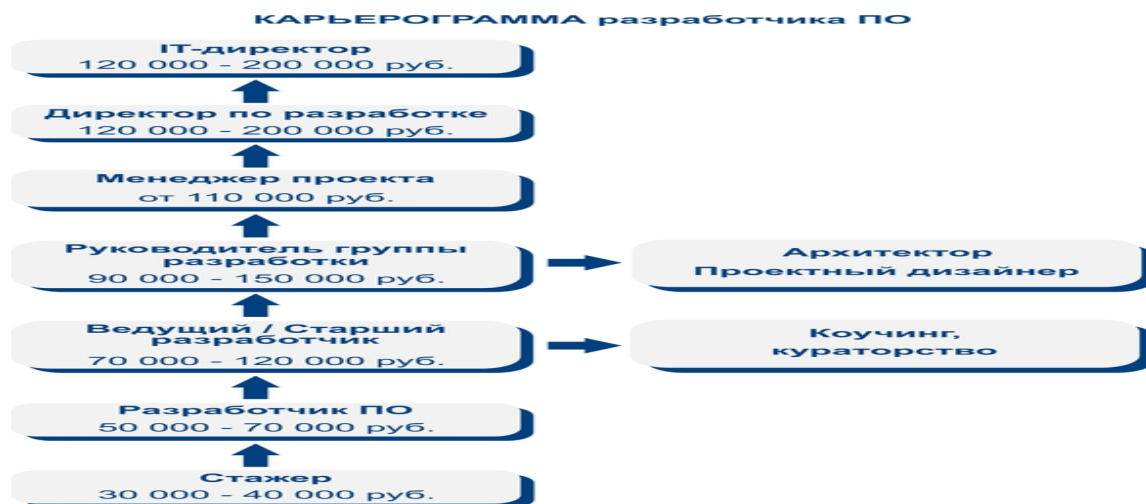 КАРЬЕРОГРАММА разработчика ПО
IT-директор
120 000 - 200 000 руб.
Директор по разработке
120 000 - 200 000 руб.
Менеджер проекта
от 110 000 руб.
Руководитель группы
разработки
90 000 - 150 000 руб.
Архитектор
Проектный дизайнер
Ведущий / Старший
разработчик
70 000 - 120 000 руб.
Коучинг,
кураторство
Разработчик ПО
50 000 - 70 000 руб.
Стажер
30 000 - 40 000 руб.